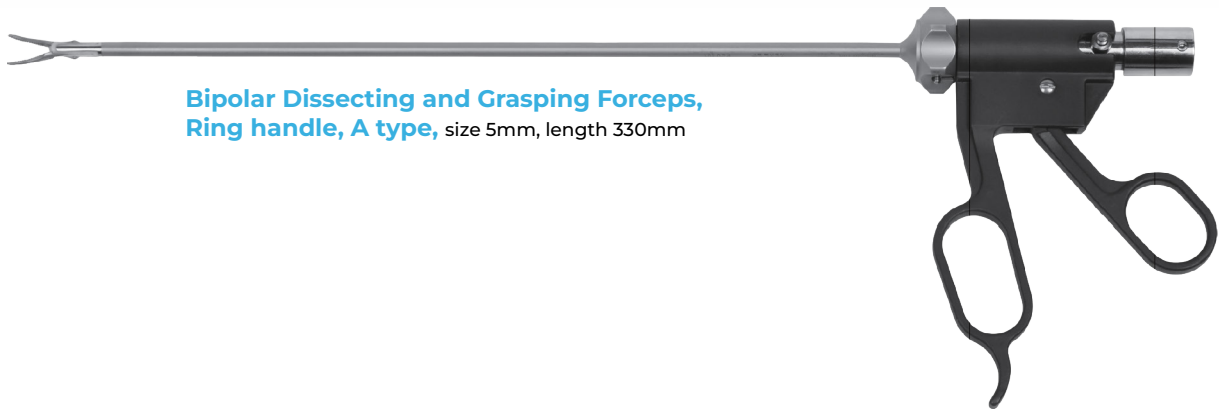 Bipolar Dissecting and Grasping Forceps,
Ring handle, A type, size 5mm, length 330mm